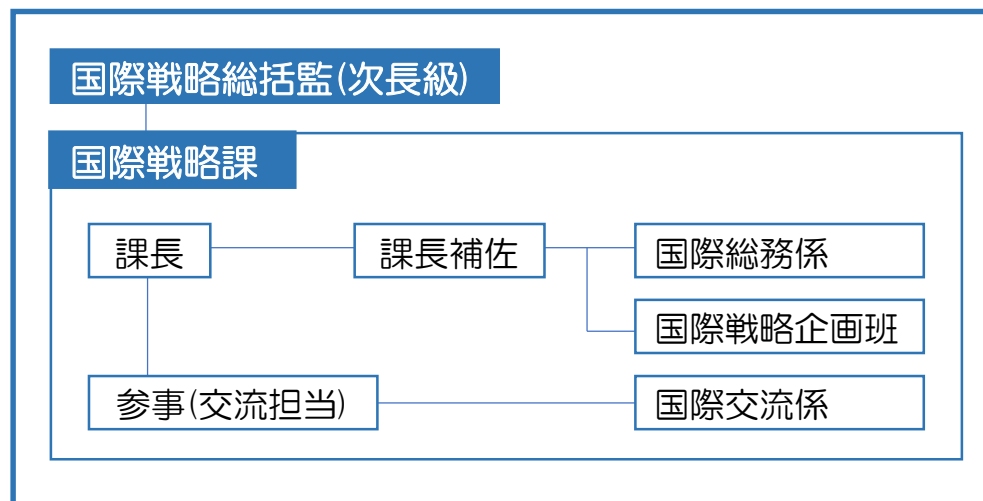 国際戦略総括監(次長級)
国際戦略課
課長
課長補佐
国際総務係
国際戦略企画班
参事(交流担当)
国際交流係